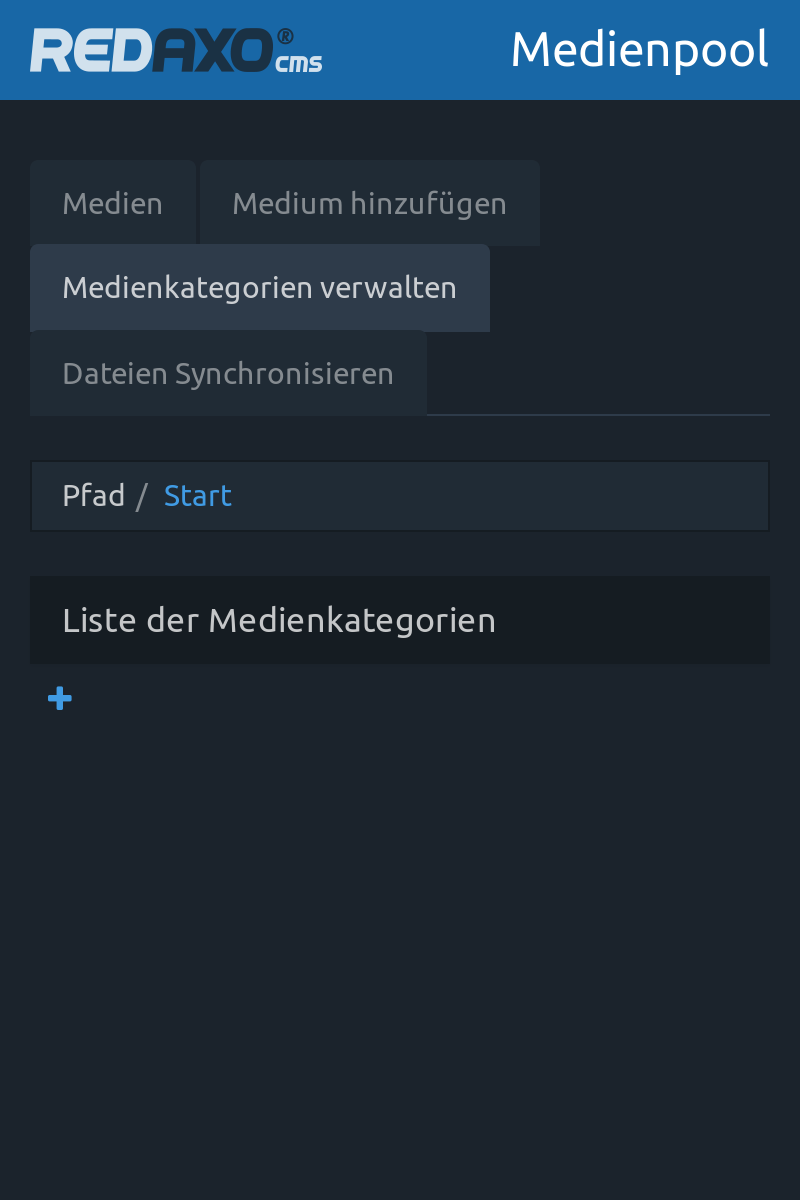 REDAXO® cms
Medienpool
Medien
Medium hinzufügen
Medienkategorien verwalten
Dateien Synchronisieren
Pfad / Start
Liste der Medienkategorien